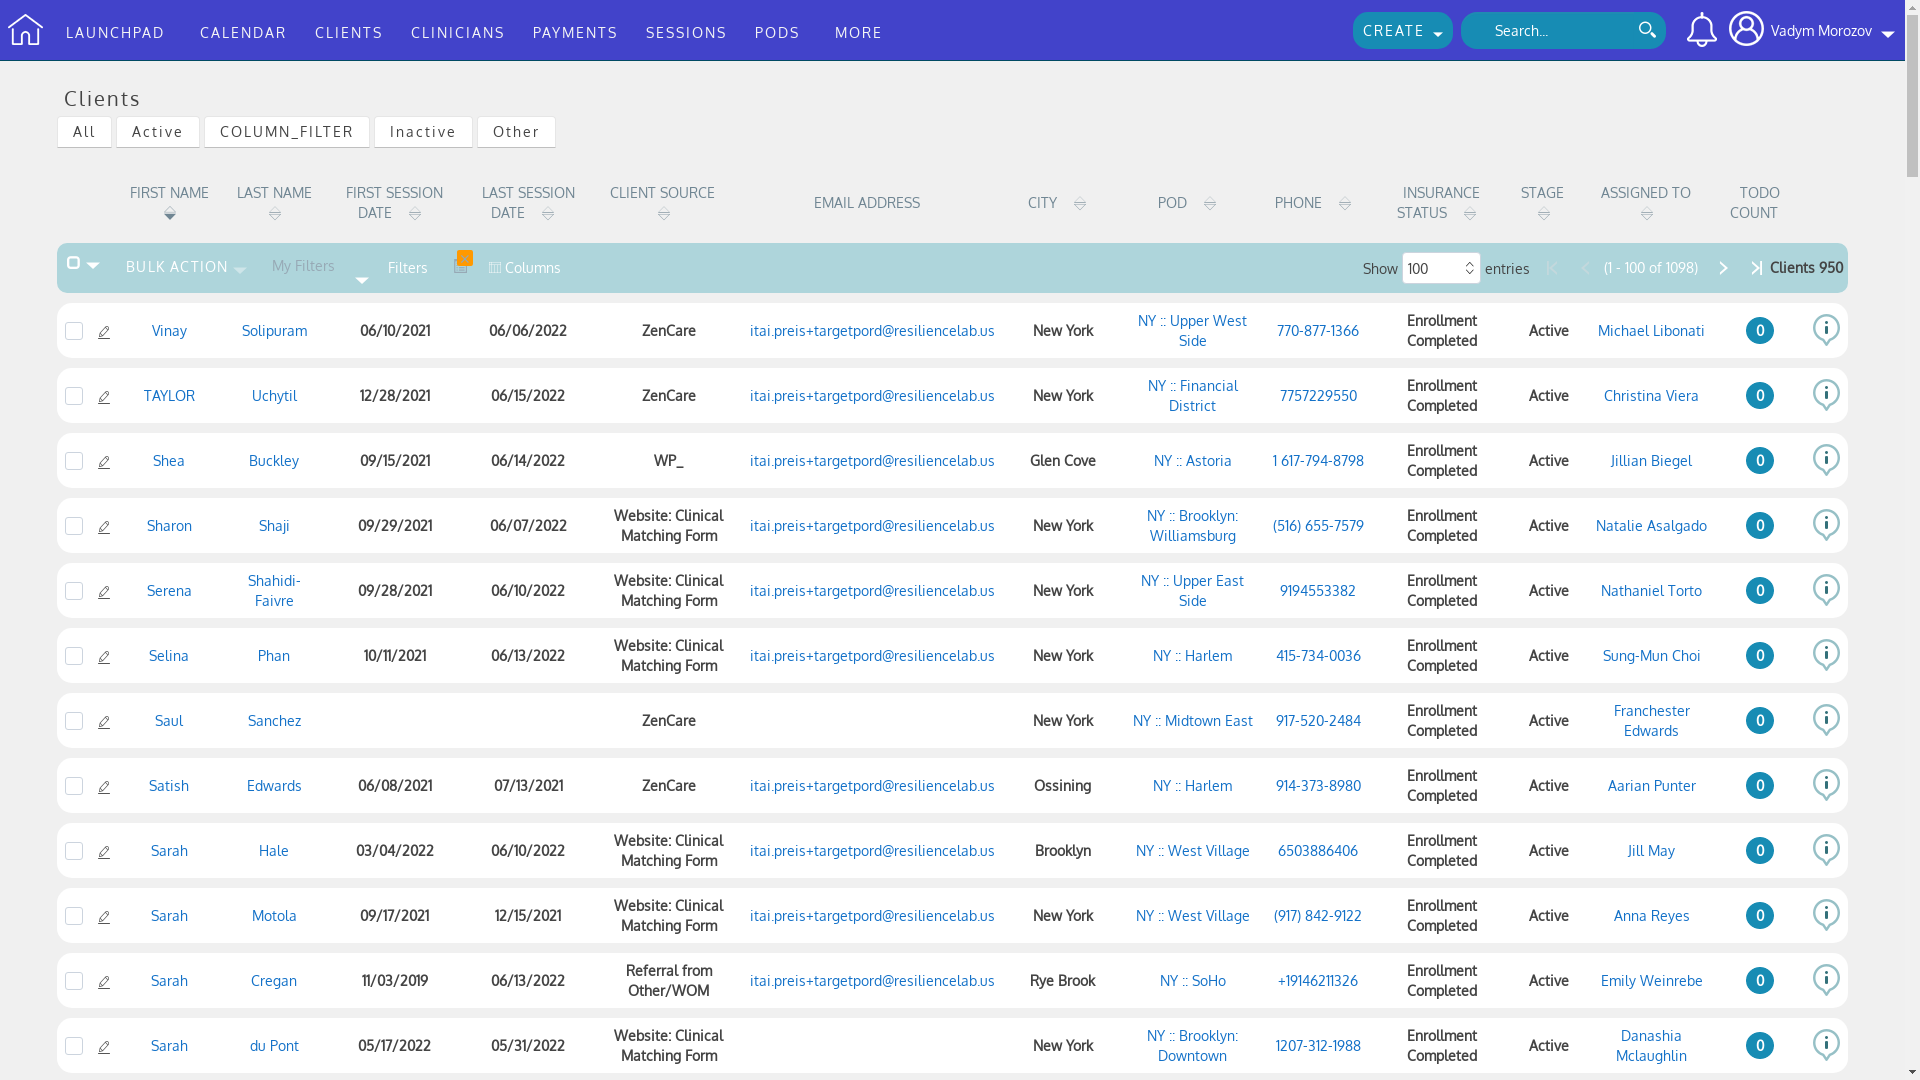 LAUNCHPAD CALENDAR CLIENTS CLINICIANS PAYMENTS SESSIONS PODS MORE CREATE Search... Vadym Morozov
Clients
All Active COLUMN_FILTER Inactive Other
FIRST NAME LAST NAME FIRST SESSION DATE LAST SESSION DATE CLIENT SOURCE EMAIL ADDRESS CITY POD PHONE INSURANCE STATUS STAGE ASSIGNED TO TODO COUNT
BULK ACTION My Filters Filters Columns Show 100 entries (1 - 100 of 1098) Clients 950
Vinay Solipuram 06/10/2021 06/06/2022 ZenCare itai.preis+targetpord@resiliencelab.us New York NY :: Upper West Side 770-877-1366 Enrollment Completed Active Michael Libonati 0
TAYLOR Uchytil 12/28/2021 06/15/2022 ZenCare itai.preis+targetpord@resiliencelab.us New York NY :: Financial District 7757229550 Enrollment Completed Active Christina Viera 0
Shea Buckley 09/15/2021 06/14/2022 WP_ itai.preis+targetpord@resiliencelab.us Glen Cove NY :: Astoria 1 617-794-8798 Enrollment Completed Active Jillian Biegel 0
Sharon Shaji 09/29/2021 06/07/2022 Website: Clinical Matching Form itai.preis+targetpord@resiliencelab.us New York NY :: Brooklyn: Williamsburg (516) 655-7579 Enrollment Completed Active Natalie Asalgado 0
Serena Shahidi-Faivre 09/28/2021 06/10/2022 Website: Clinical Matching Form itai.preis+targetpord@resiliencelab.us New York NY :: Upper East Side 9194553382 Enrollment Completed Active Nathaniel Torto 0
Selina Phan 10/11/2021 06/13/2022 Website: Clinical Matching Form itai.preis+targetpord@resiliencelab.us New York NY :: Harlem 415-734-0036 Enrollment Completed Active Sung-Mun Choi 0
Saul Sanchez ZenCare New York NY :: Midtown East 917-520-2484 Enrollment Completed Active Franchester Edwards 0
Satish Edwards 06/08/2021 07/13/2021 ZenCare itai.preis+targetpord@resiliencelab.us Ossining NY :: Harlem 914-373-8980 Enrollment Completed Active Aarian Punter 0
Sarah Hale 03/04/2022 06/10/2022 Website: Clinical Matching Form itai.preis+targetpord@resiliencelab.us Brooklyn NY :: West Village 6503886406 Enrollment Completed Active Jill May 0
Sarah Motola 09/17/2021 12/15/2021 Website: Clinical Matching Form itai.preis+targetpord@resiliencelab.us New York NY :: West Village (917) 842-9122 Enrollment Completed Active Anna Reyes 0
Sarah Cregan 11/03/2019 06/13/2022 Referral from Other/WOM itai.preis+targetpord@resiliencelab.us Rye Brook NY :: SoHo +19146211326 Enrollment Completed Active Emily Weinrebe 0
Sarah du Pont 05/17/2022 05/31/2022 Website: Clinical Matching Form New York NY :: Brooklyn: Downtown 1207-312-1988 Enrollment Completed Active Danashia Mclaughlin 0